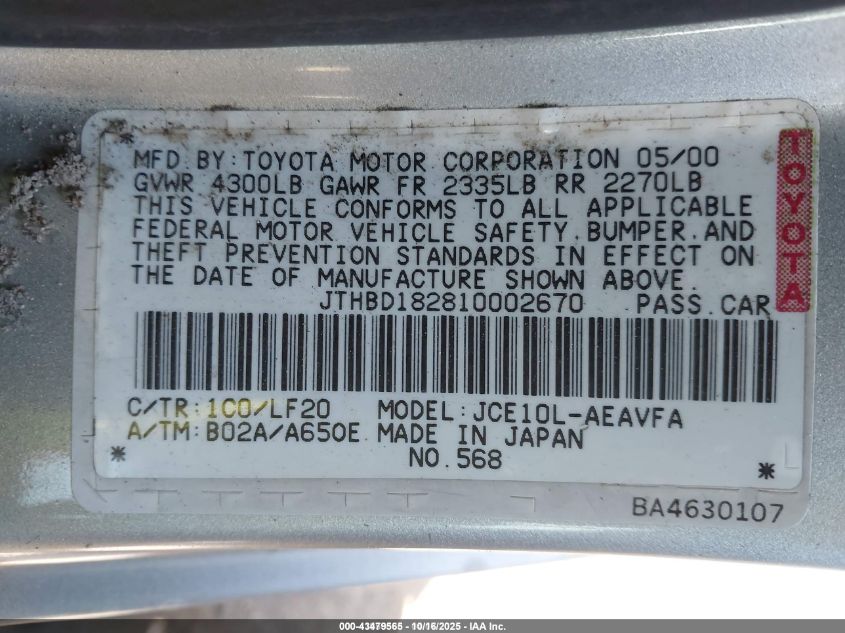 MFD.BY:TOYOTA MOTOR CORPORATION 05/00
GVWR 4300LB GAWR FR 2335LB RR 2270LB
THIS VEHICLE CONFORMS TO ALL APPLICABLE
FEDERAL MOTOR VEHICLE SAFETY,BUMPER,AND
THEFT PREVENTION STANDARDS IN EFFECT ON
THE DATE OF MANUFACTURE SHOWN ABOVE.
JTHBD182810002670 PASS.CAR
TOYOTA
C/TR:1C0/LF20 MODEL:JCE10L-AEAVFA
A/TM:B02A/A650E MADE IN JAPAN
* NO.568 *
BA4630107
000-43479565 - 10/16/2025 - IAA Inc.